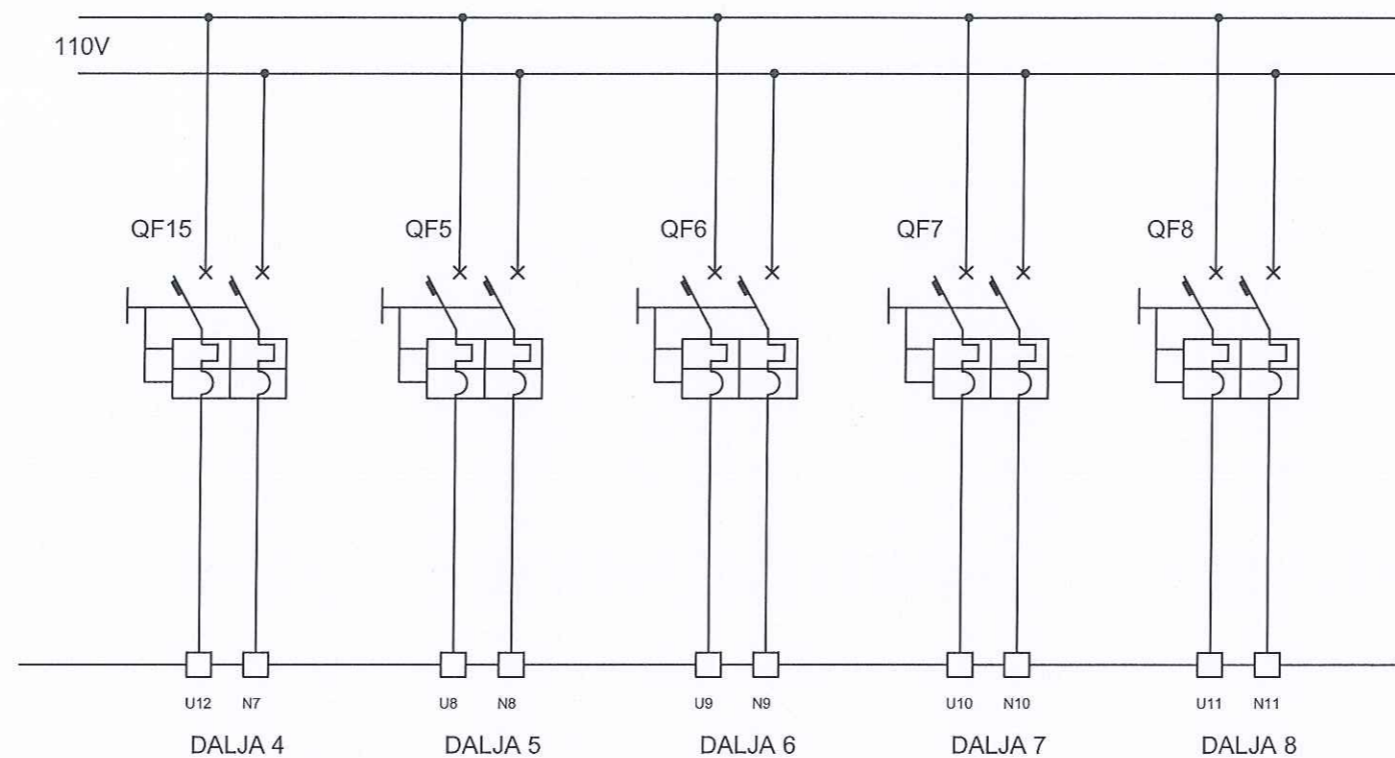 110V
QF15 QF5 QF6 QF7 QF8
U12 N7 U8 N8 U9 N9 U10 N10 U11 N11
DALJA 4 DALJA 5 DALJA 6 DALJA 7 DALJA 8